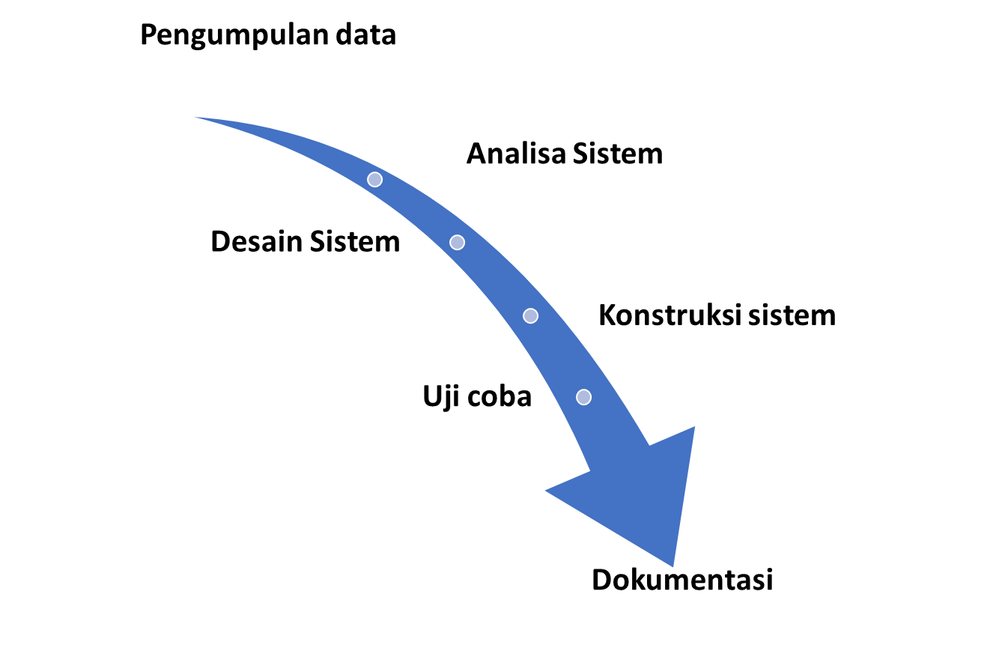 Pengumpulan data
Analisa Sistem
Desain Sistem
Konstruksi sistem
Uji coba
Dokumentasi